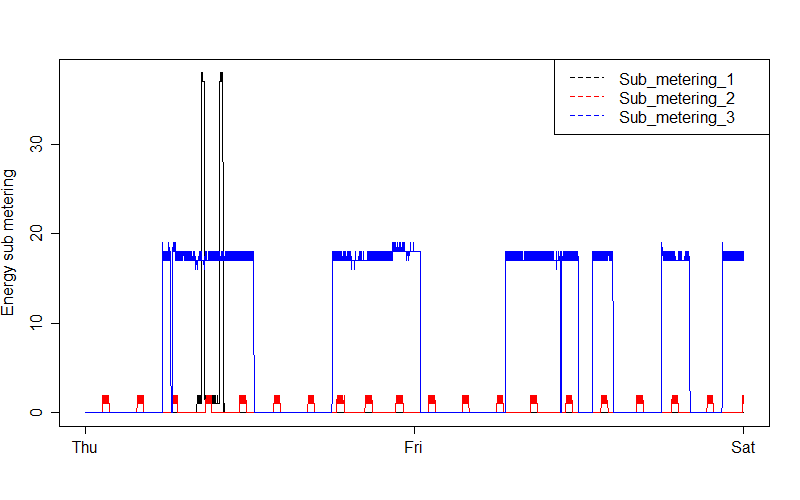 Sub_metering_1
Sub_metering_2
Sub_metering_3
Energy sub metering
30
20
10
0
Thu
Fri
Sat